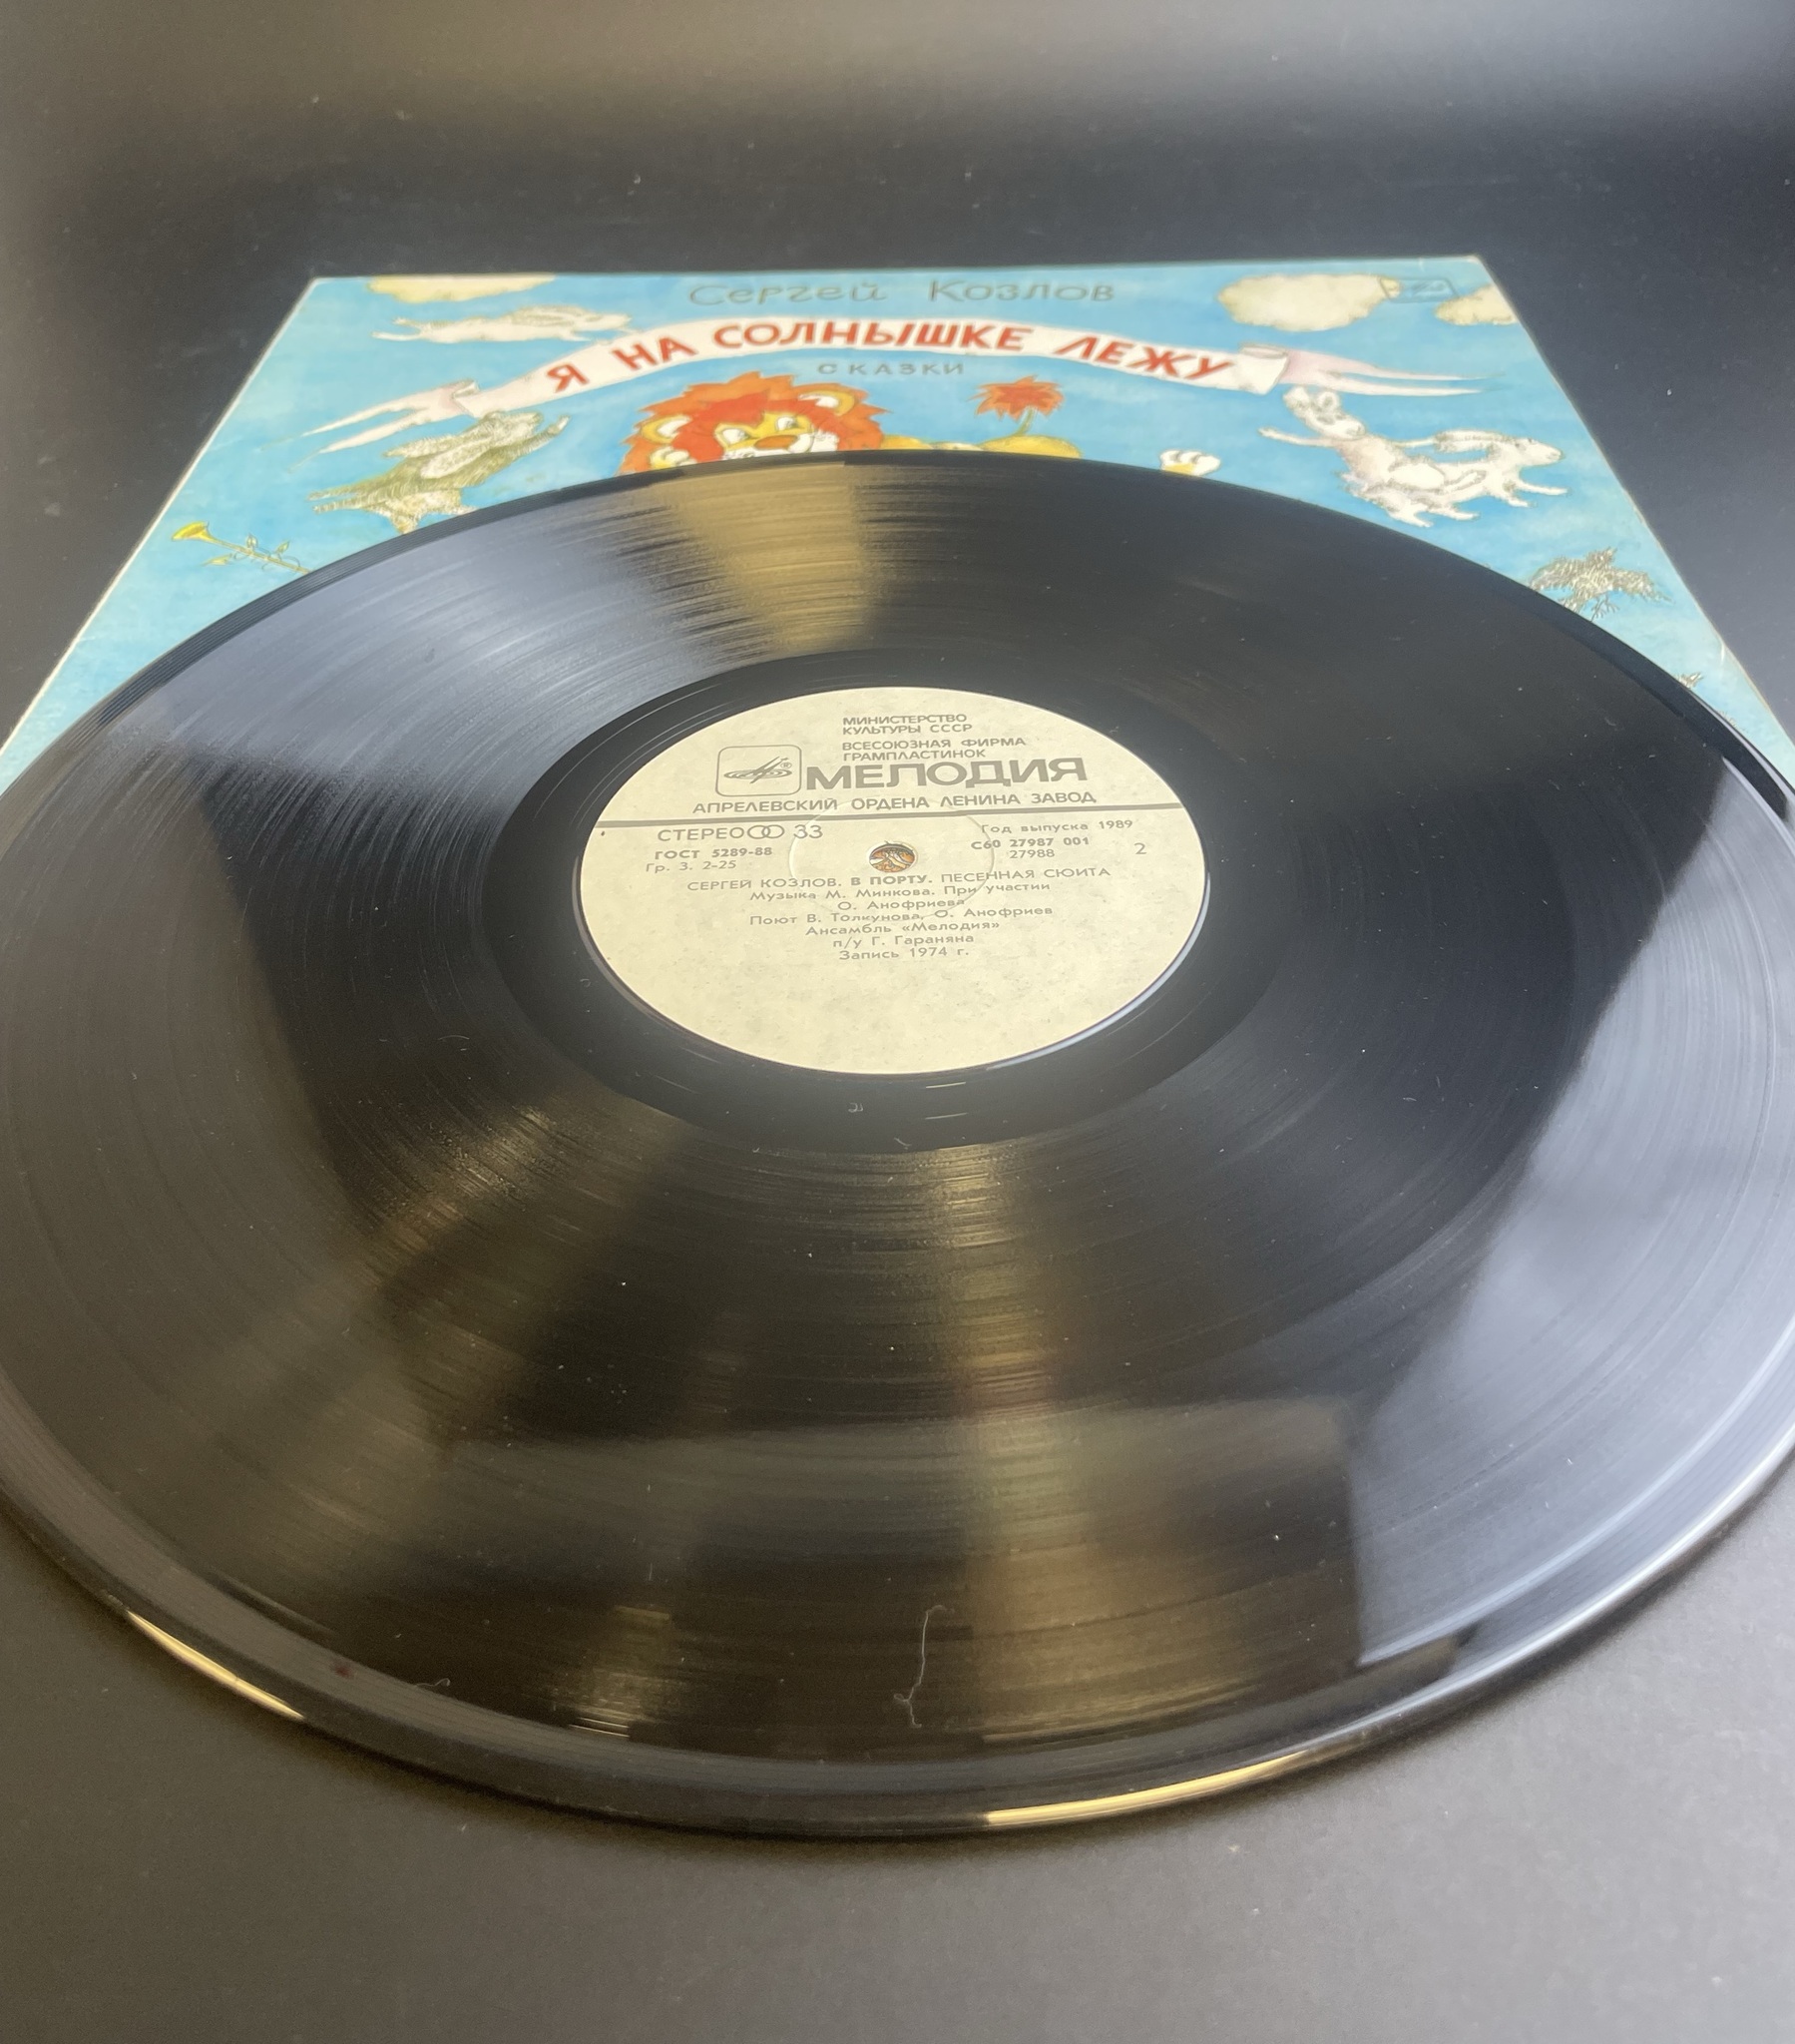 Сергей Козлов
Я НА СОЛНЫШКЕ ЛЕЖУ
СКАЗКИ
МИНИСТЕРСТВО
КУЛЬТУРЫ СССР
ВСЕСОЮЗНАЯ ФИРМА
ГРАМПЛАСТИНОК
МЕЛОДИЯ
АПРЕЛЕВСКИЙ ОРДЕНА ЛЕНИНА ЗАВОД
СТЕРЕО 33
Год выпуска 1989
ГОСТ 5289-88
С60 27987 001
Гр. 3. 2-25
27988
2
СЕРГЕЙ КОЗЛОВ. В ПОРТУ. ПЕСЕННАЯ СЮИТА
Музыка М. Минкова. При участии
О. Анофриева
Поют В. Толкунова, О. Анофриев
Ансамбль «Мелодия»
п/у Г. Гараняна
Запись 1974 г.